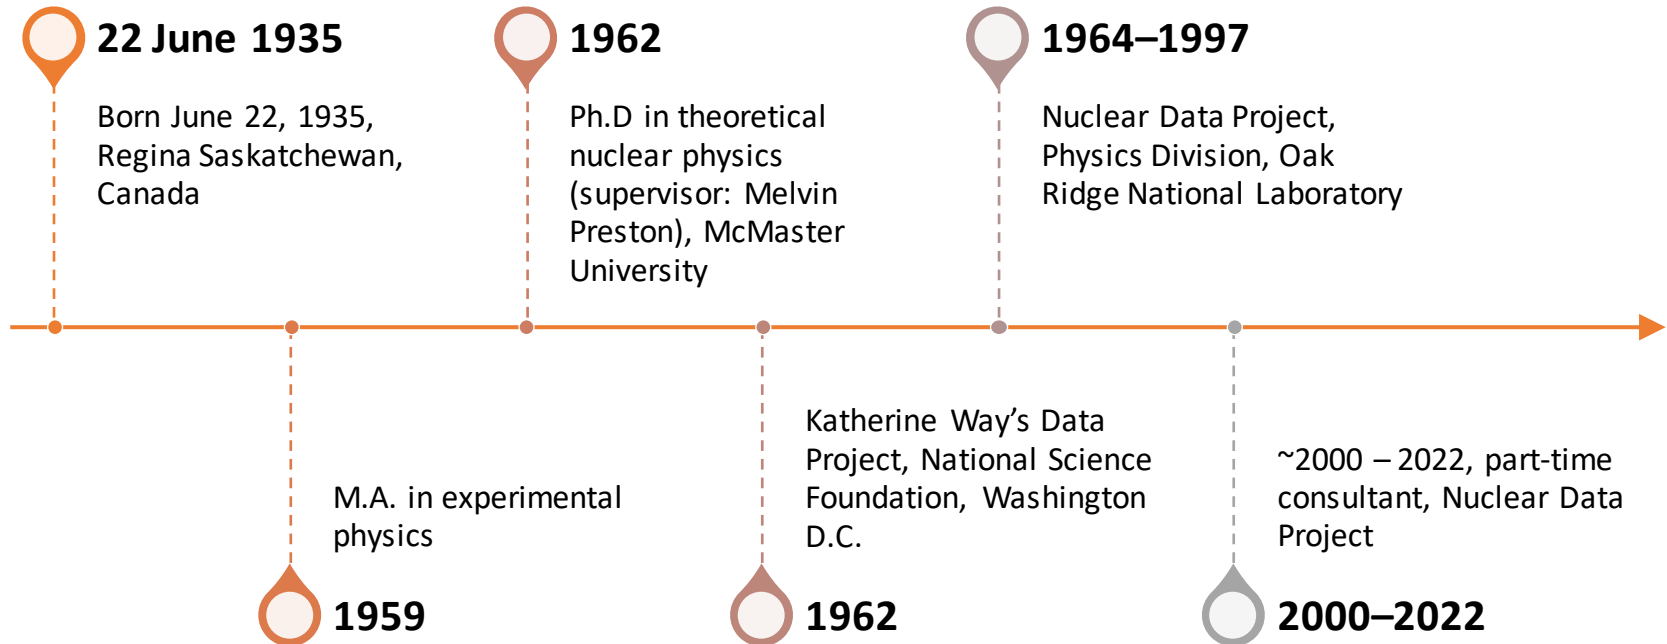 22 June 1935
Born June 22, 1935,
Regina Saskatchewan,
Canada
1962
Ph.D in theoretical
nuclear physics
(supervisor: Melvin
Preston), McMaster
University
1964–1997
Nuclear Data Project,
Physics Division, Oak
Ridge National Laboratory
M.A. in experimental
physics
1959
Katherine Way’s Data
Project, National Science
Foundation, Washington
D.C.
1962
~2000 – 2022, part-time
consultant, Nuclear Data
Project
2000–2022